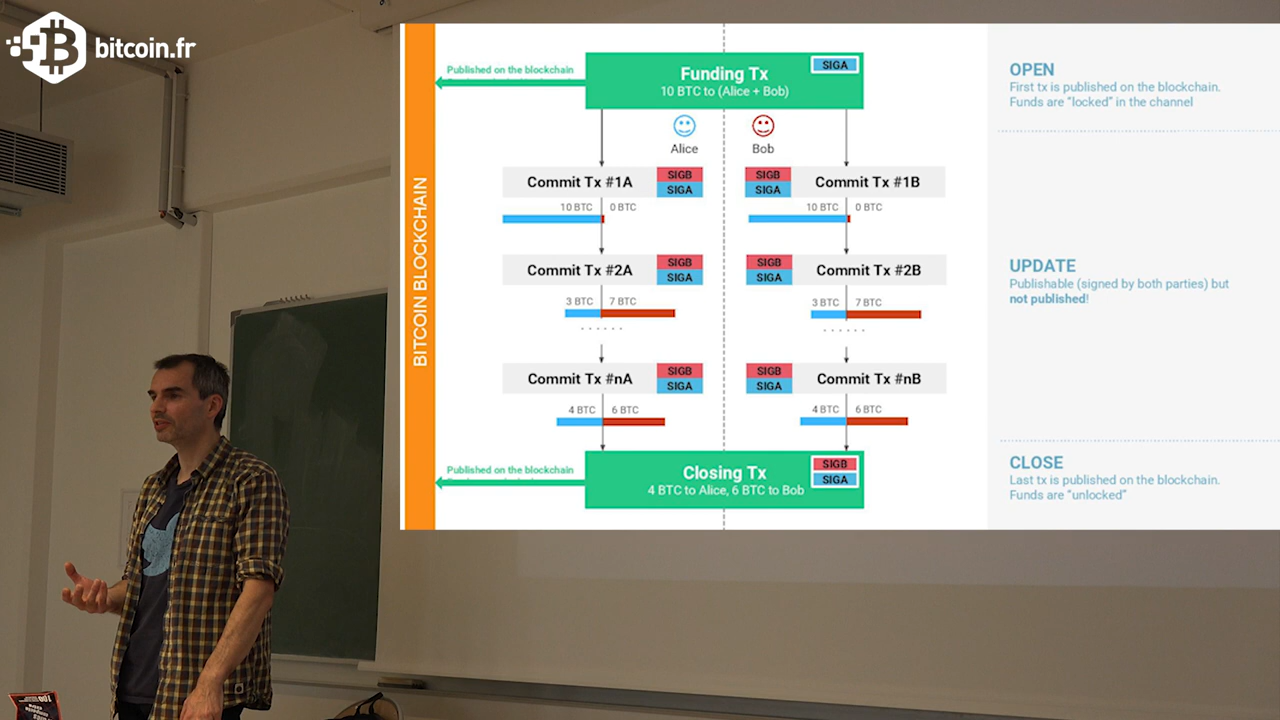 bitcoin.fr
BITCOIN BLOCKCHAIN
Published on the blockchain
Funding Tx
10 BTC to (Alice + Bob)
SIGA
Alice
Bob
Commit Tx #1A
SIGB
SIGA
10 BTC
0 BTC
SIGB
SIGA
Commit Tx #1B
10 BTC
0 BTC
Commit Tx #2A
SIGB
SIGA
3 BTC
7 BTC
SIGB
SIGA
Commit Tx #2B
3 BTC
7 BTC
Commit Tx #nA
SIGB
SIGA
4 BTC
6 BTC
SIGB
SIGA
Commit Tx #nB
4 BTC
6 BTC
Published on the blockchain
Closing Tx
4 BTC to Alice, 6 BTC to Bob
SIGB
SIGA
OPEN
First tx is published on the blockchain.
Funds are “locked” in the channel
UPDATE
Publishable (signed by both parties) but
not published!
CLOSE
Last tx is published on the blockchain.
Funds are “unlocked”